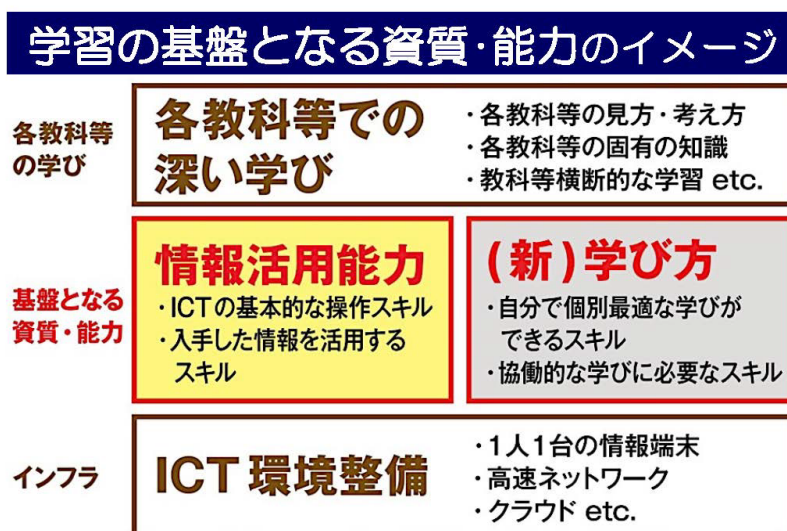 学習の基盤となる資質・能力のイメージ
各教科等
の学び
各教科等での
深い学び
・各教科等の見方・考え方
・各教科等の固有の知識
・教科等横断的な学習 etc.
基盤となる
資質・能力
情報活用能力
・ICTの基本的な操作スキル
・入手した情報を活用する
スキル
(新)学び方
・自分で個別最適な学びが
できるスキル
・協働的な学びに必要なスキル
インフラ
ICT環境整備
・1人1台の情報端末
・高速ネットワーク
・クラウド etc.